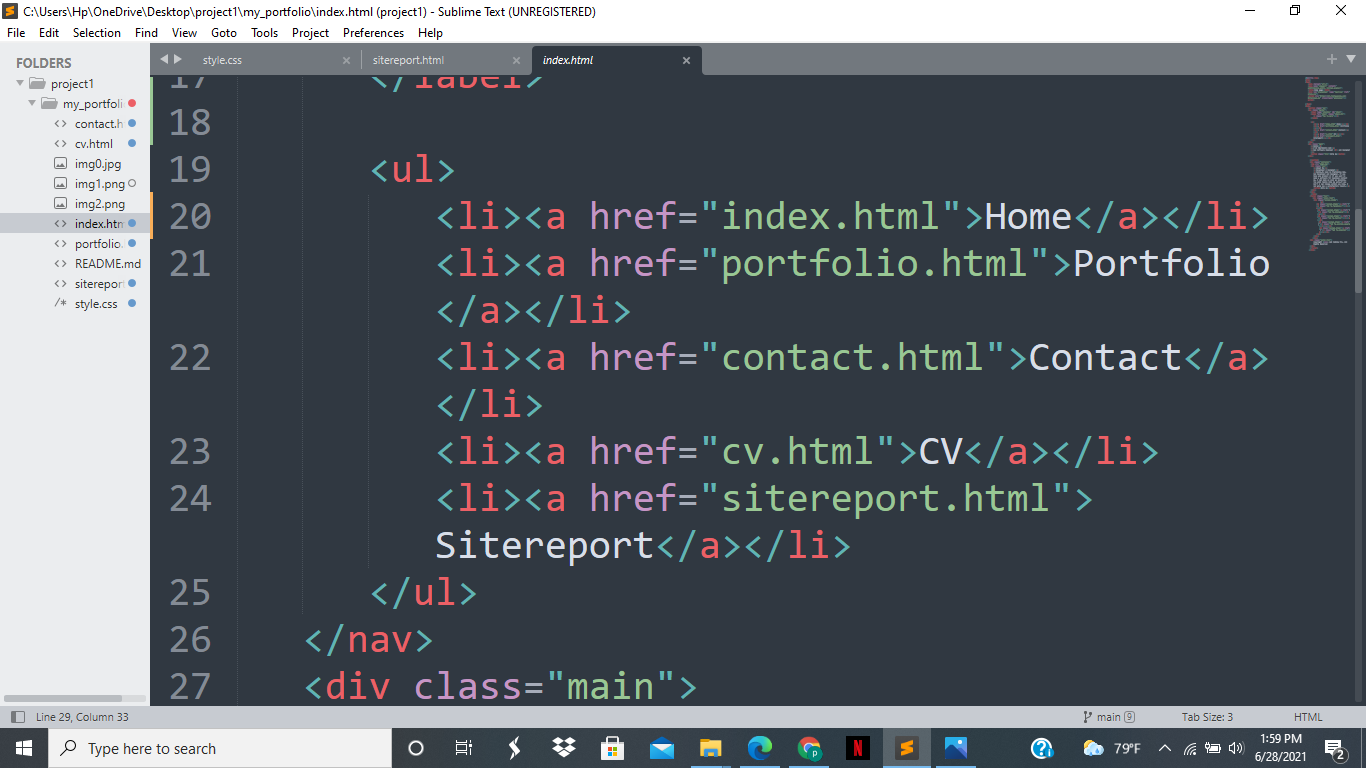 C:\Users\Hp\OneDrive\Desktop\project1\my_portfolio\index.html (project1) - Sublime Text (UNREGISTERED)
File Edit Selection Find View Goto Tools Project Preferences Help
FOLDERS
project1
my_portfoli
contact.h
cv.html
img0.jpg
img1.png
img2.png
index.htm
portfolio.
README.md
sitereport
style.css
style.css sitereport.html index.html
17 </label>
18
19 <ul>
20 <li><a href="index.html">Home</a></li>
21 <li><a href="portfolio.html">Portfolio
</a></li>
22 <li><a href="contact.html">Contact</a>
</li>
23 <li><a href="cv.html">CV</a></li>
24 <li><a href="sitereport.html">
Sitereport</a></li>
25 </ul>
26 </nav>
27 <div class="main">
Line 29, Column 33 main 9 Tab Size: 3 HTML
Type here to search 79°F 1:59 PM
6/28/2021 2